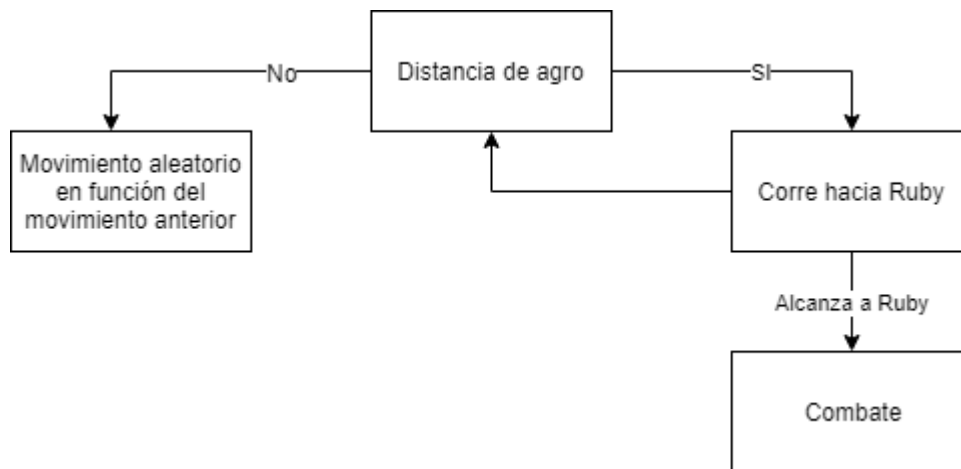 No
Distancia de agro
SI
Movimiento aleatorio
en función del
movimiento anterior
Corre hacia Ruby
Alcanza a Ruby
Combate